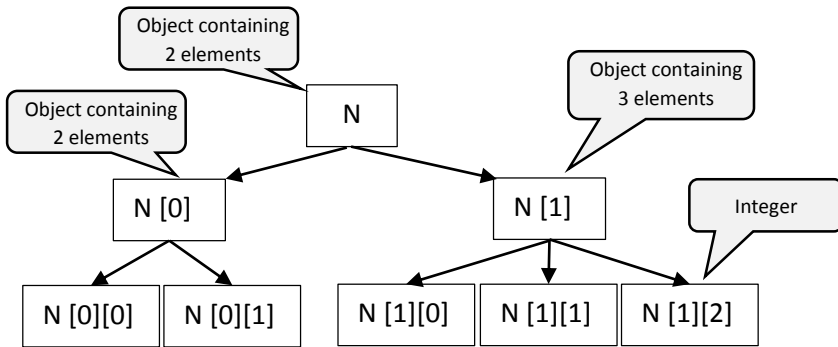 Object containing
2 elements
Object containing
2 elements
N
Object containing
3 elements
N [0]
N [1]
Integer
N [0][0]
N [0][1]
N [1][0]
N [1][1]
N [1][2]